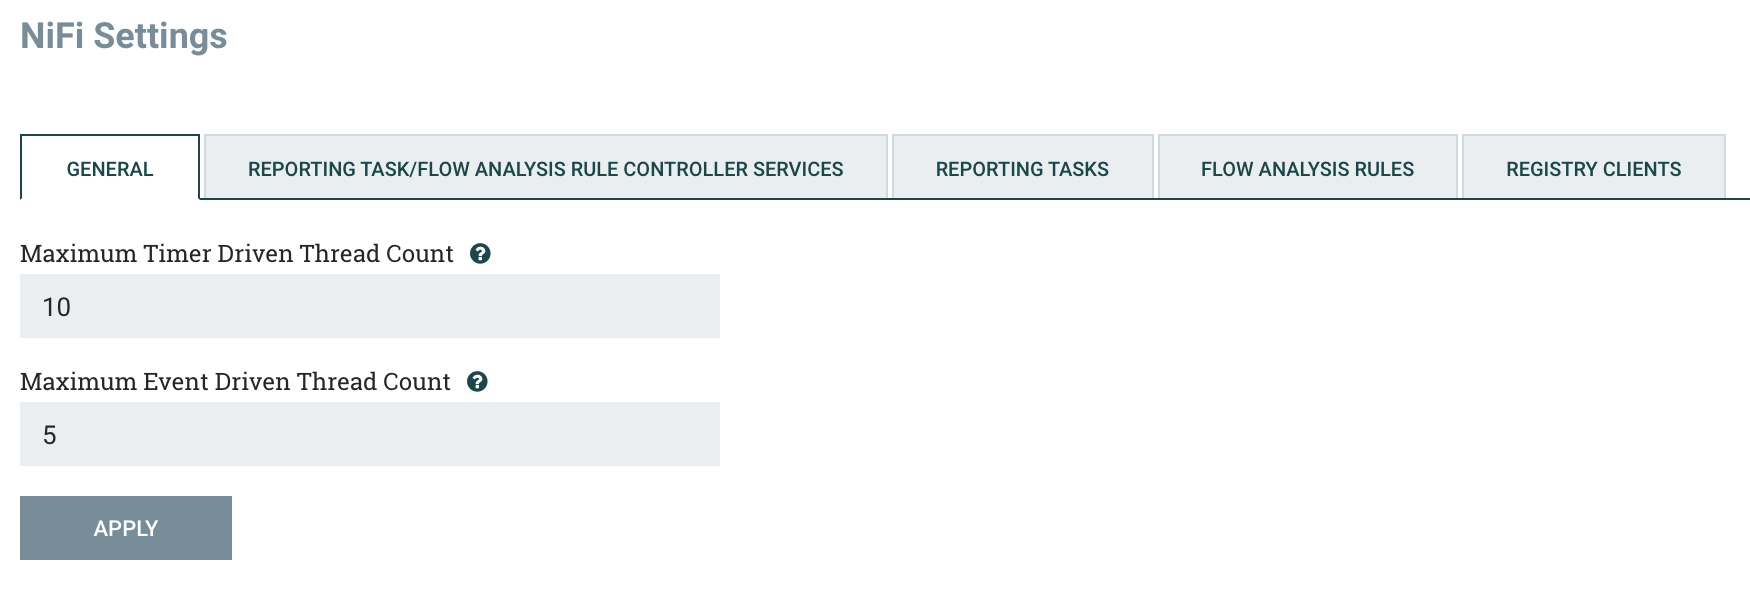 NiFi Settings
GENERAL REPORTING TASK/FLOW ANALYSIS RULE CONTROLLER SERVICES REPORTING TASKS FLOW ANALYSIS RULES REGISTRY CLIENTS
Maximum Timer Driven Thread Count ?
10
Maximum Event Driven Thread Count ?
5
APPLY